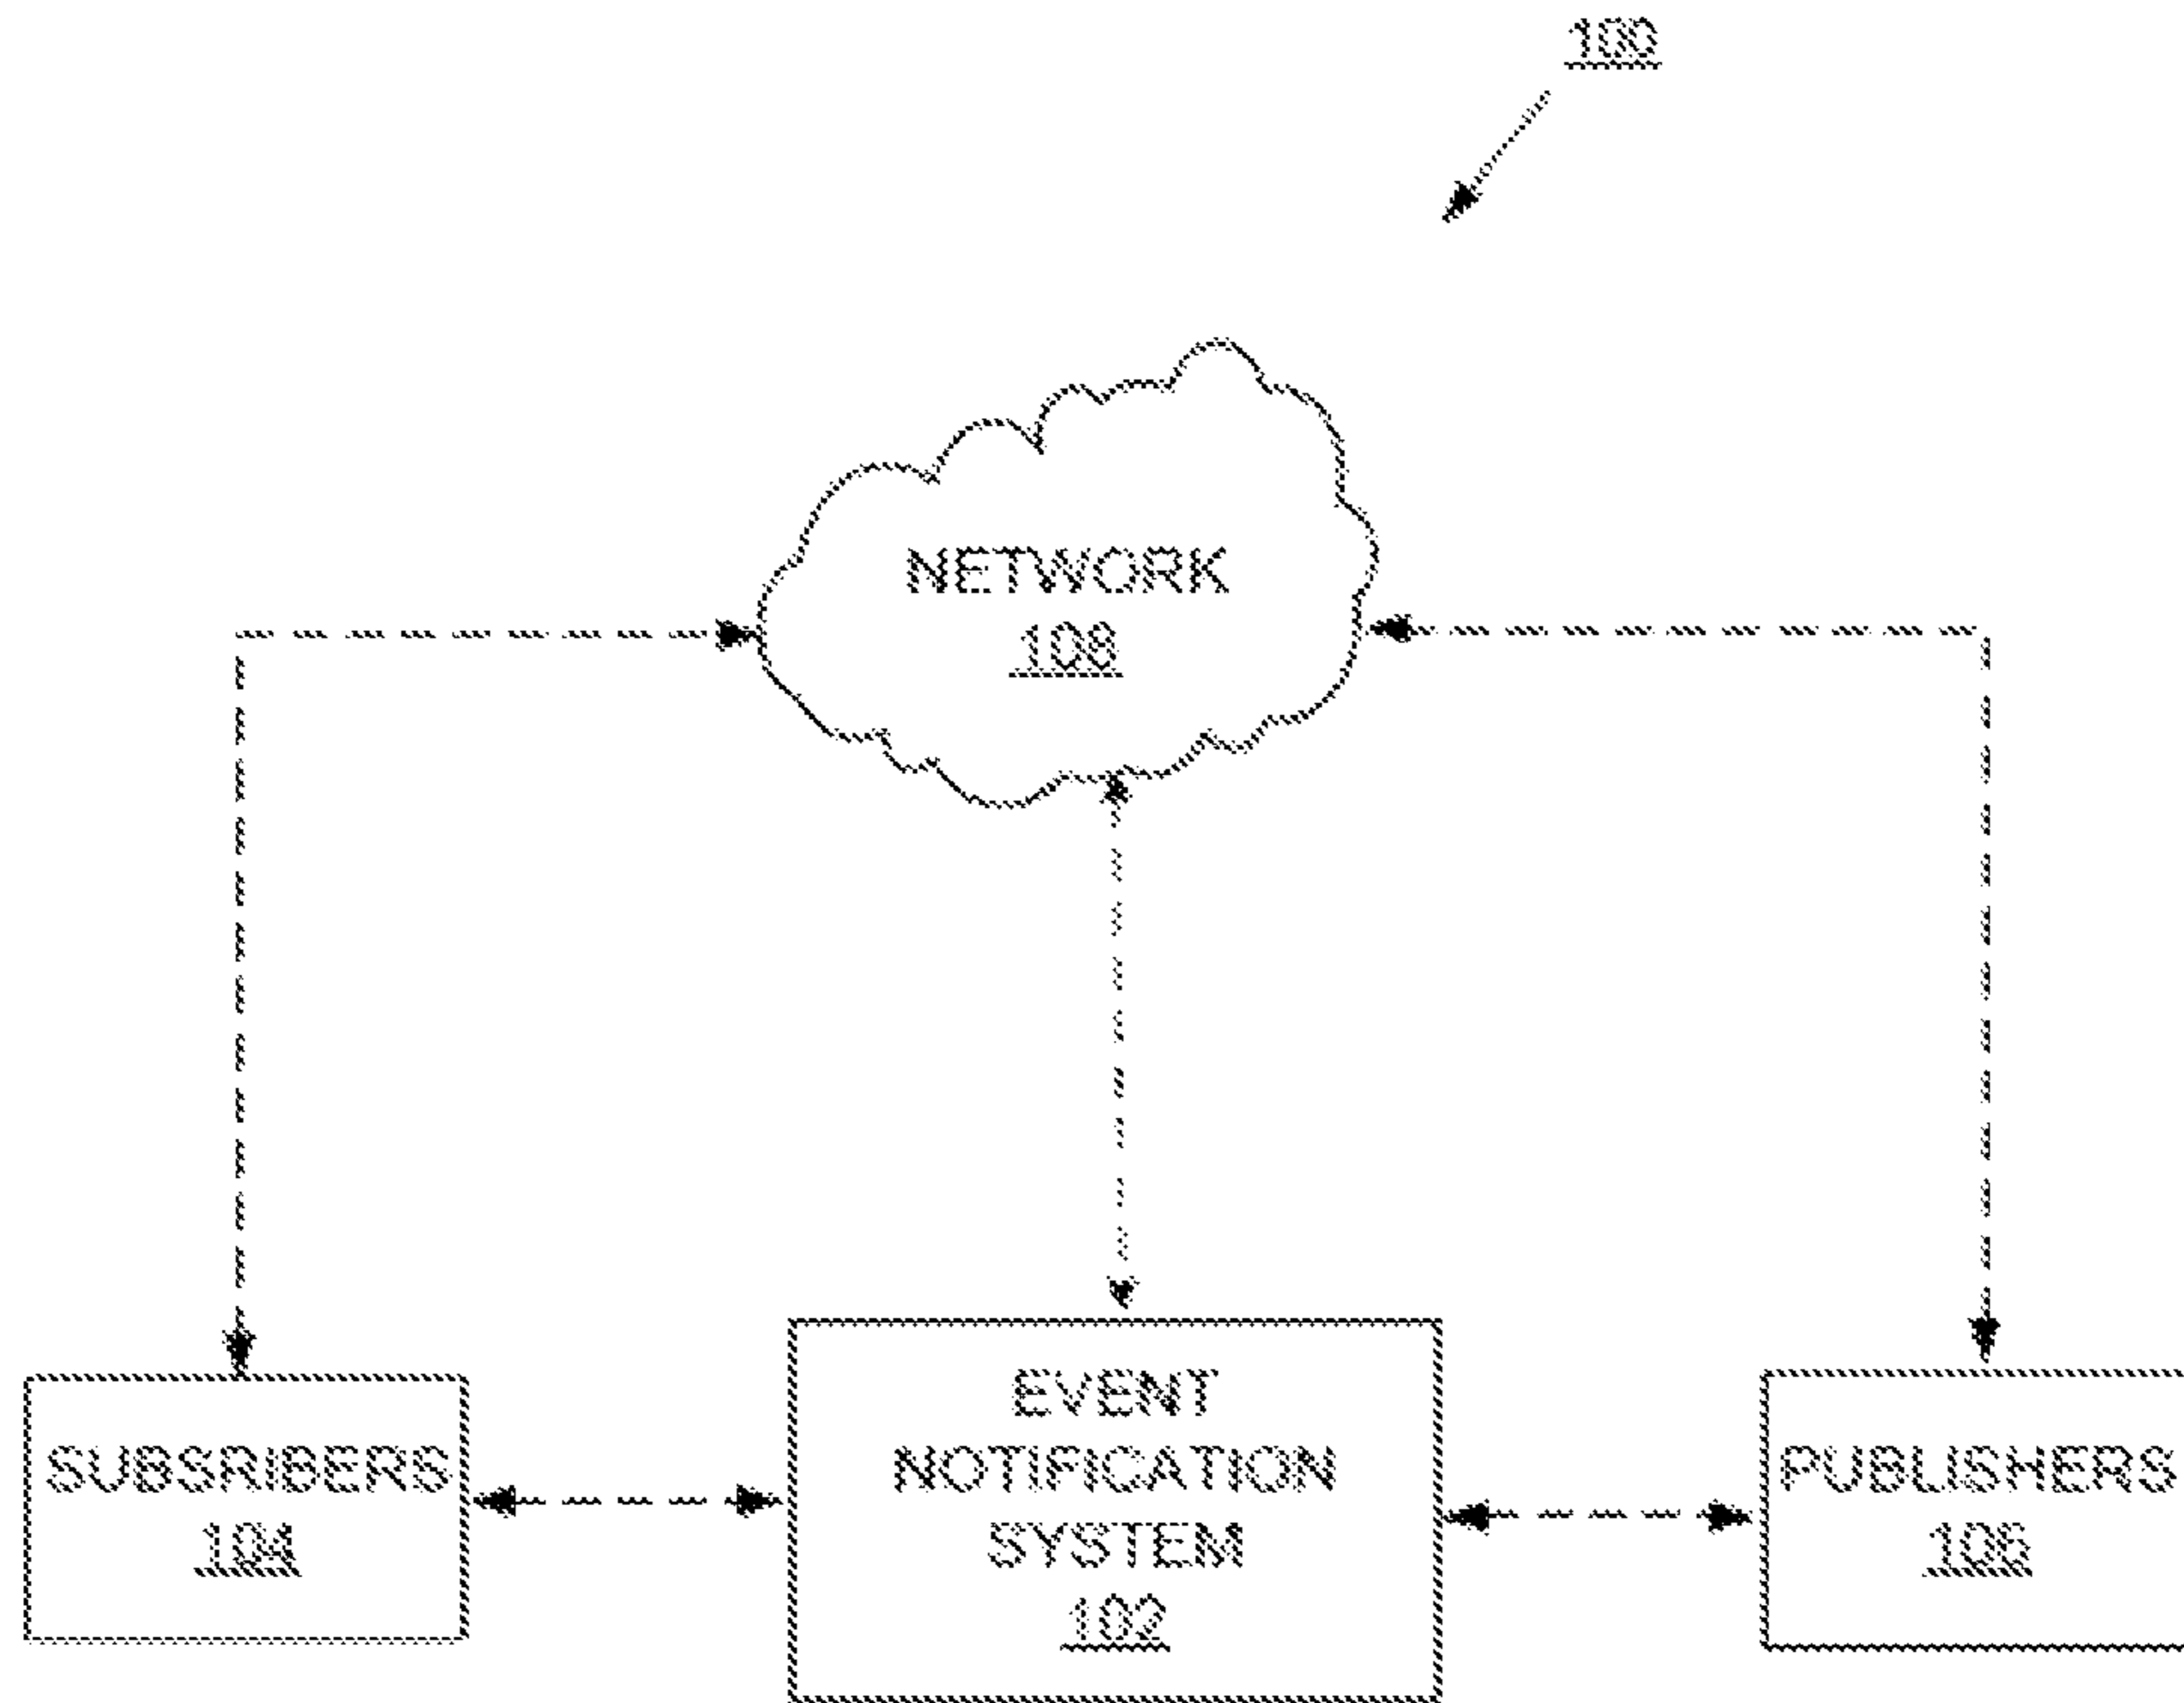 100
NETWORK
108
SUBSRIBERS
104
EVENT
NOTIFICATION
SYSTEM
102
PUBLISHERS
106